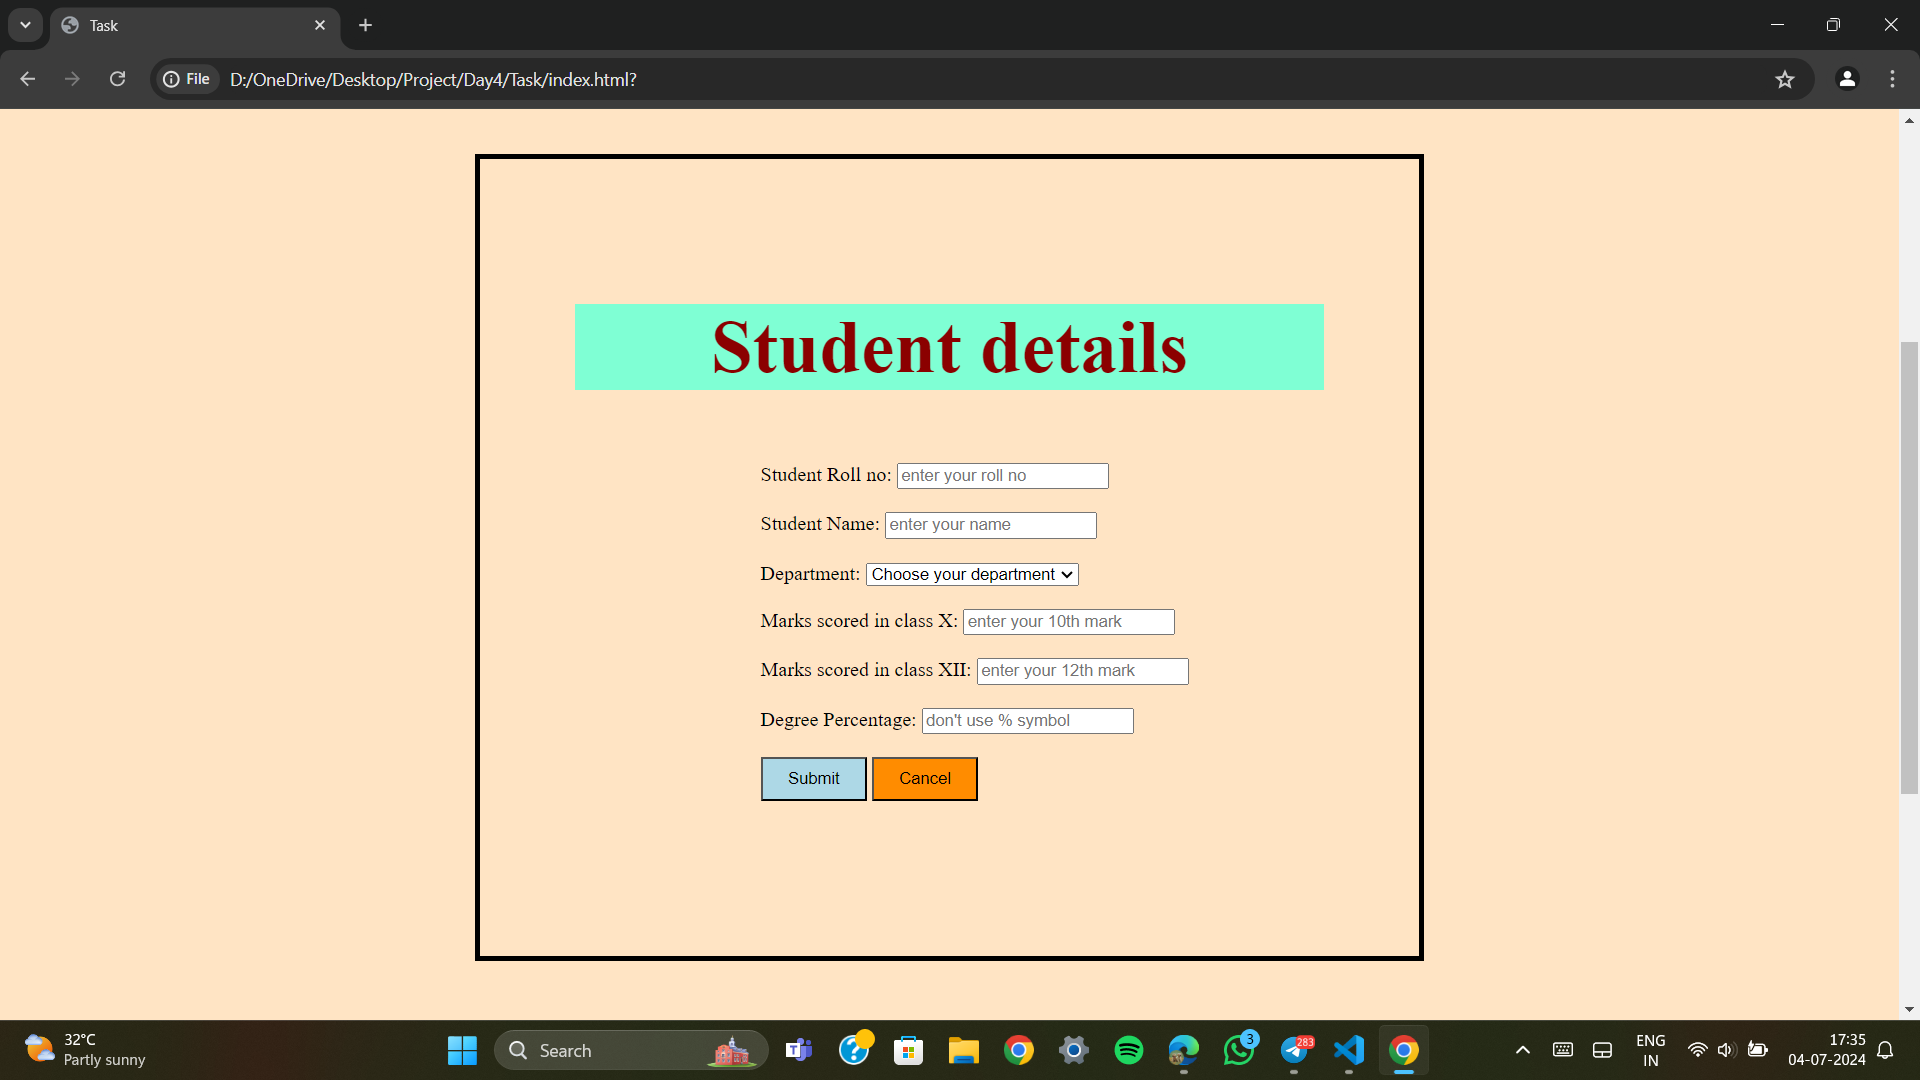 Task
File
D:/OneDrive/Desktop/Project/Day4/Task/index.html?
Student details
Student Roll no: enter your roll no
Student Name: enter your name
Department: Choose your department
Marks scored in class X: enter your 10th mark
Marks scored in class XII: enter your 12th mark
Degree Percentage: don't use % symbol
Submit Cancel
32°C
Partly sunny
Search
T
?
3
283
ENG
IN
17:35
04-07-2024